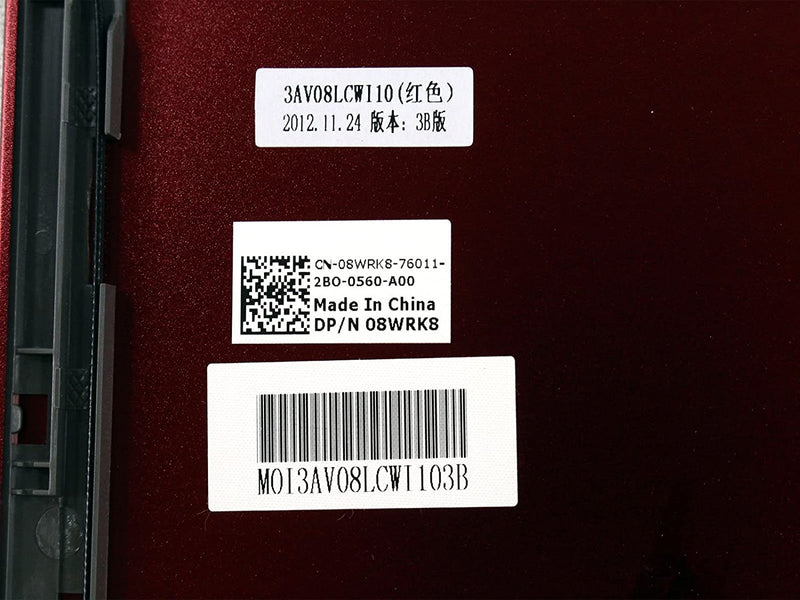 3AV08LCWI10(红色)
2012.11.24 版本: 3B版
CN-08WRK8-76011-
2BO-0560-A00
Made In China
DP/N 08WRK8
MOI3AV08LCWI103B